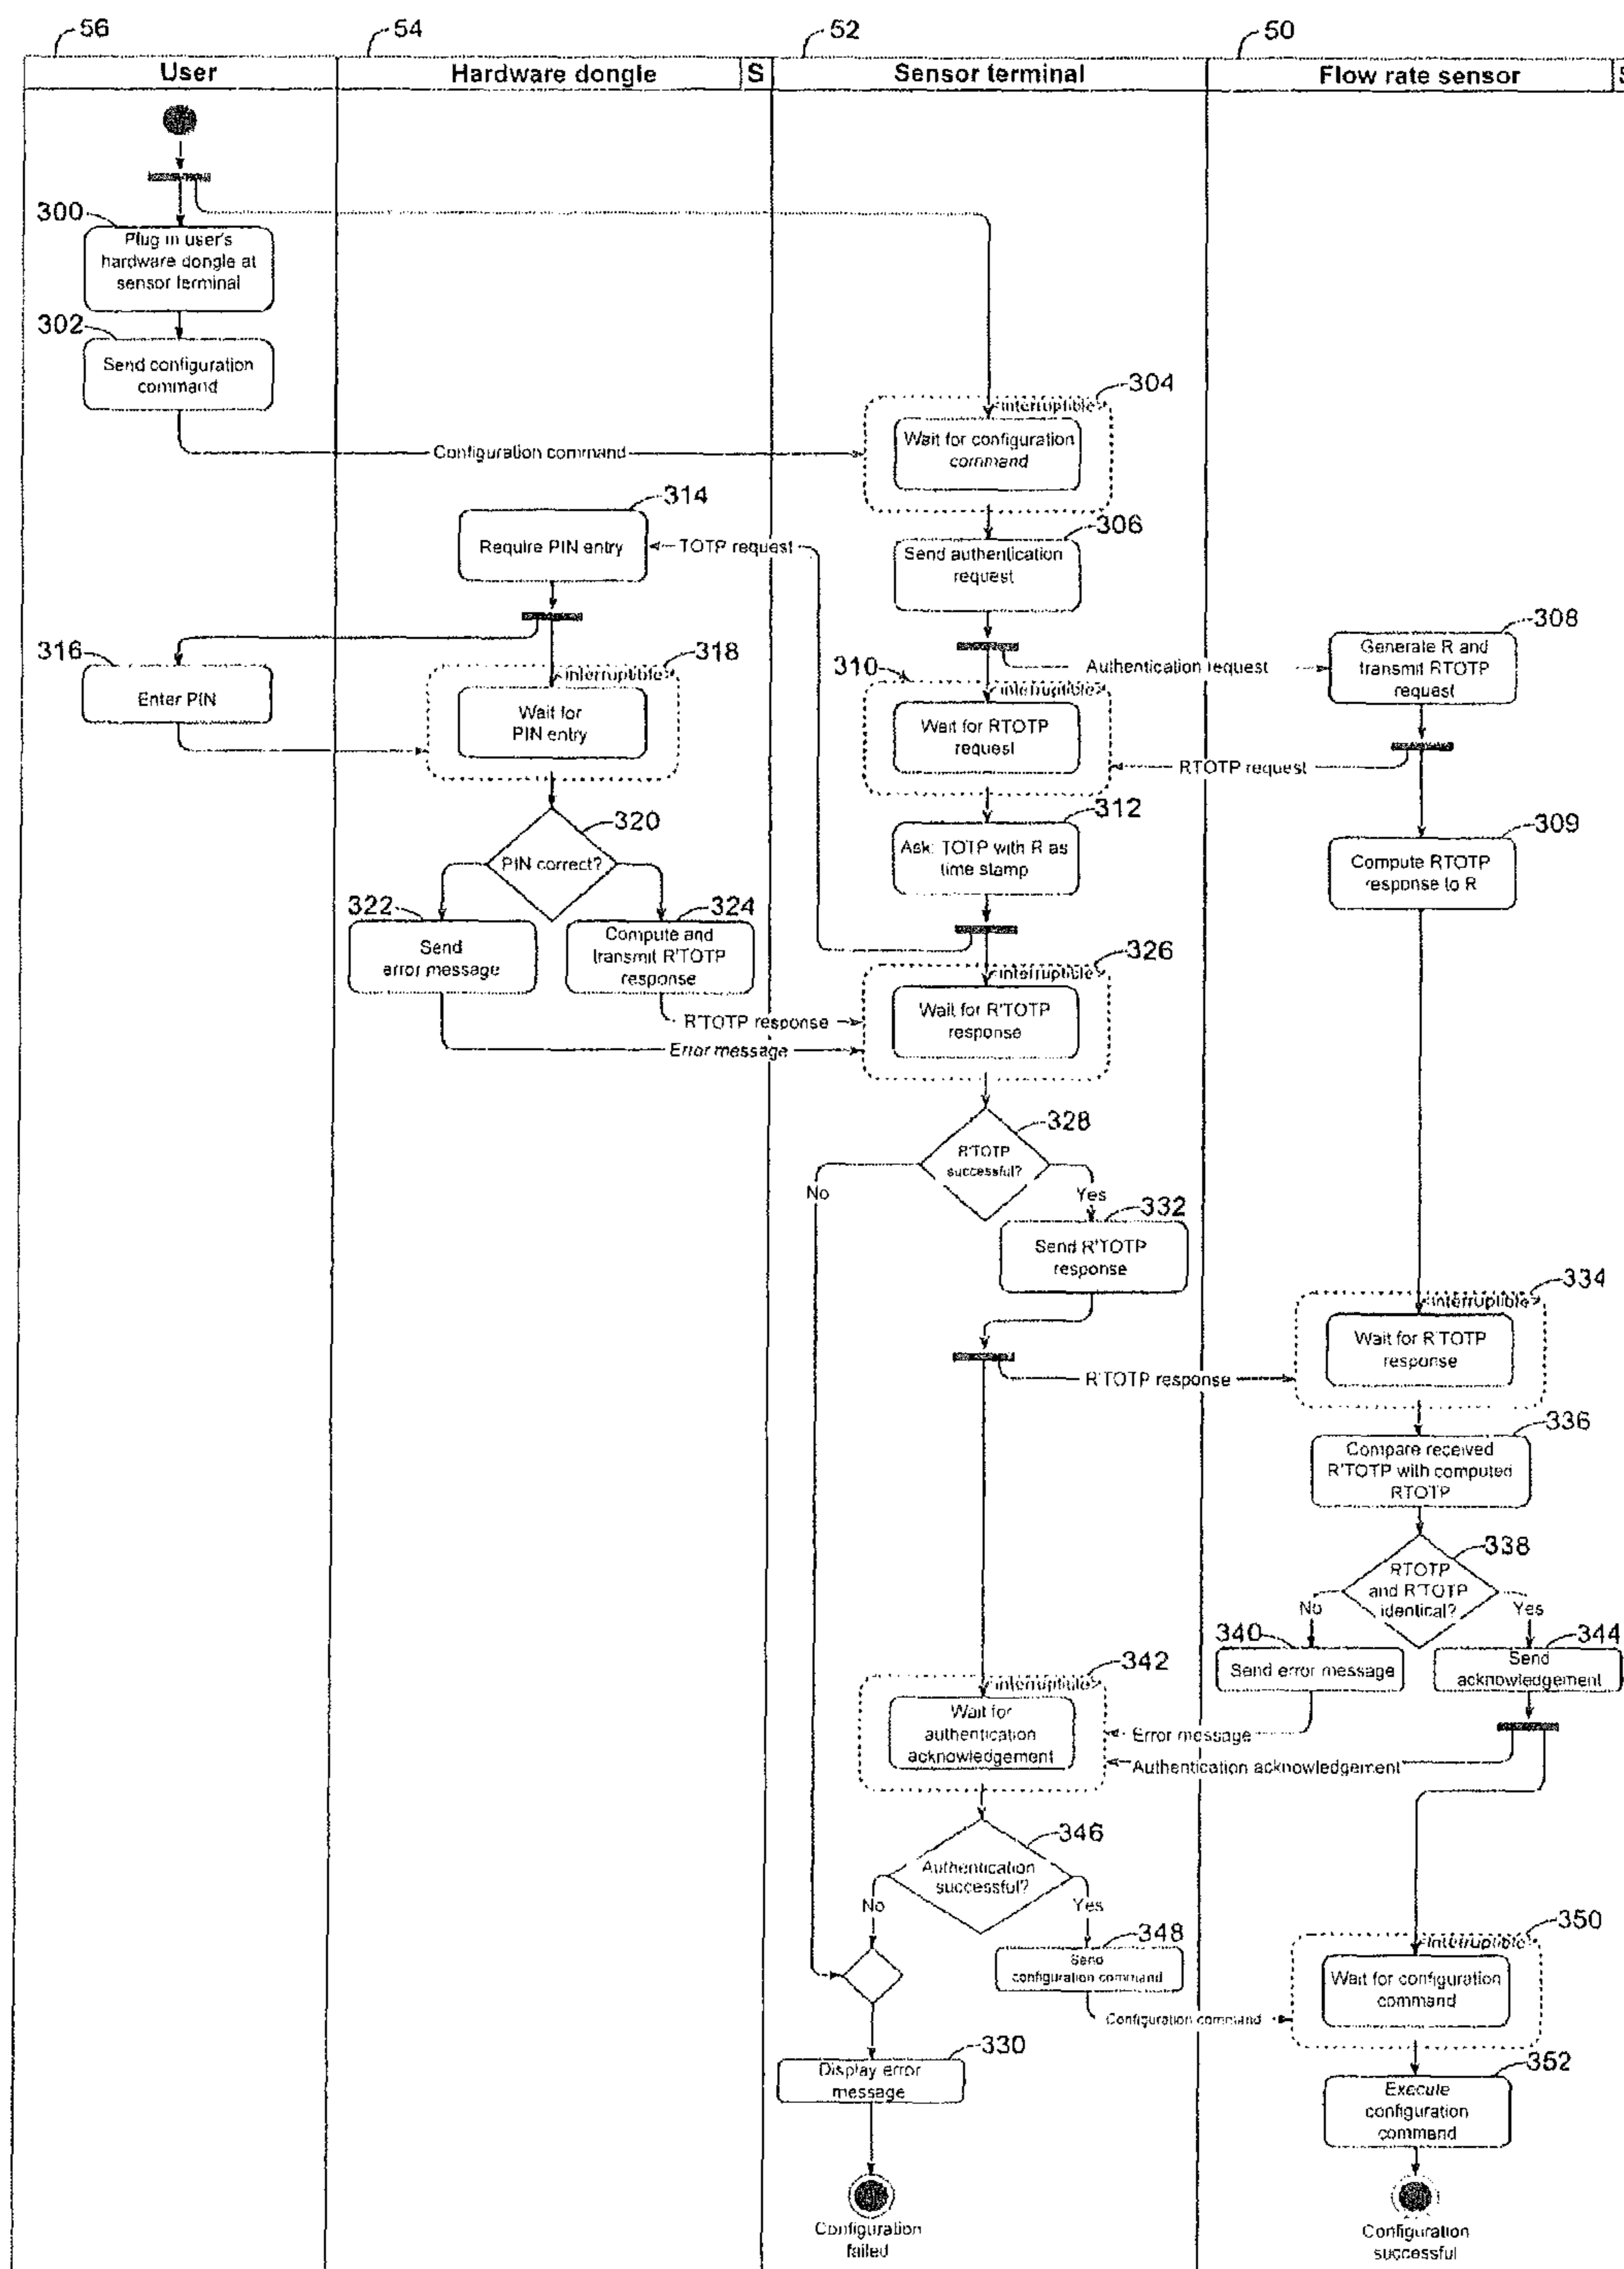 56
54
52
50
User
Hardware dongle
S
Sensor terminal
Flow rate sensor
S
300
Plug in user's
hardware dongle at
sensor terminal
302
Send configuration
command
304
<interruptible>
Wait for configuration
command
Configuration command
314
Require PIN entry
TOTP request
306
Send authentication
request
308
Generate R and
transmit RTOTP
request
Authentication request
316
Enter PIN
318
<interruptible>
Wait for
PIN entry
310
<interruptible>
Wait for RTOTP
request
RTOTP request
312
Ask: TOTP with R as
time stamp
309
Compute RTOTP
response to R
320
PIN correct?
322
Send
error message
324
Compute and
transmit R'TOTP
response
326
<interruptible>
Wait for R'TOTP
response
R'TOTP response
Error message
328
R'TOTP
successful?
No
Yes
332
Send R'TOTP
response
334
<interruptible>
Wait for R'TOTP
response
R'TOTP response
336
Compare received
R'TOTP with computed
RTOTP
338
RTOTP
and R'TOTP
identical?
No
Yes
340
Send error message
344
Send
acknowledgement
342
<interruptible>
Wait for
authentication
acknowledgement
Error message
Authentication acknowledgement
346
Authentication
successful?
No
Yes
348
Send
configuration command
350
<interruptible>
Wait for configuration
command
Configuration command
330
Display error
message
352
Execute
configuration
command
Configuration
failed
Configuration
successful